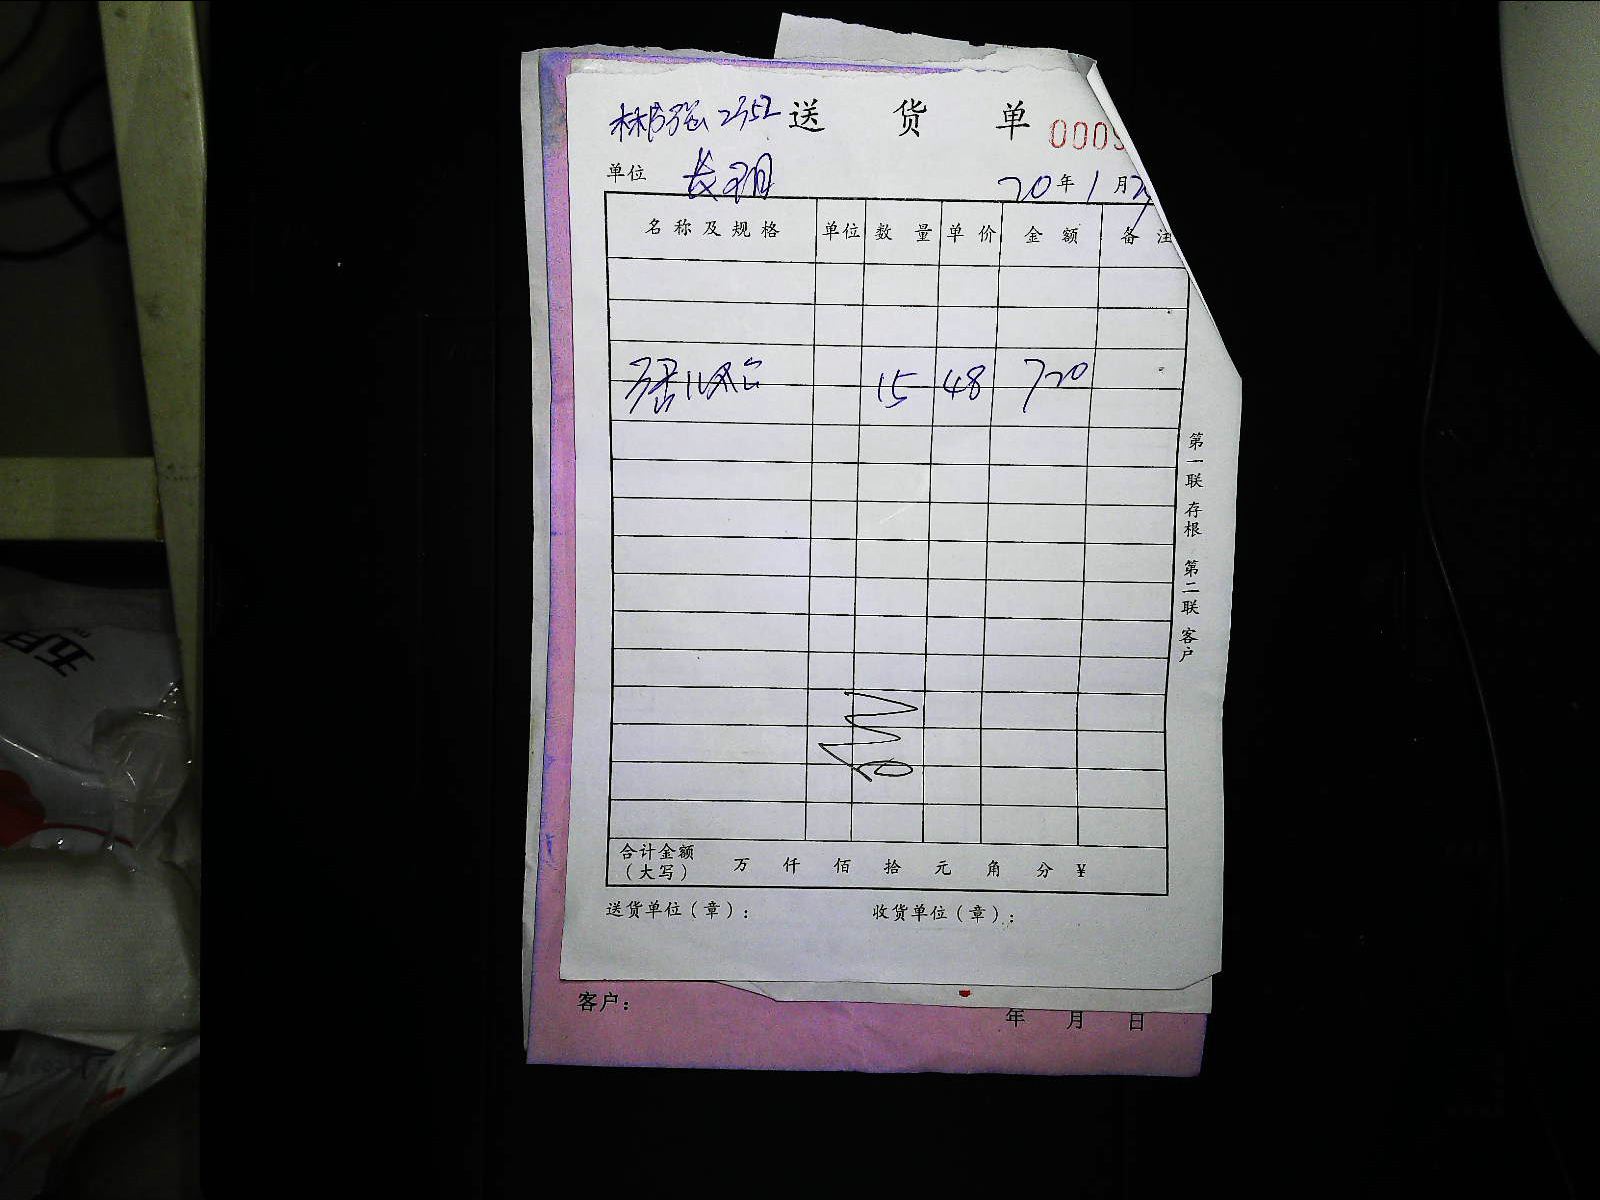 2352 送 货 单 000
单位
20 年 1 月
名称及规格 单位 数量 单价 金额 备注
15 48 720
第一联 存根 第二联 客户
合计金额（大写） 万 仟 佰 拾 元 角 分 ¥
送货单位（章）： 收货单位（章）：
客户： 年 月 日